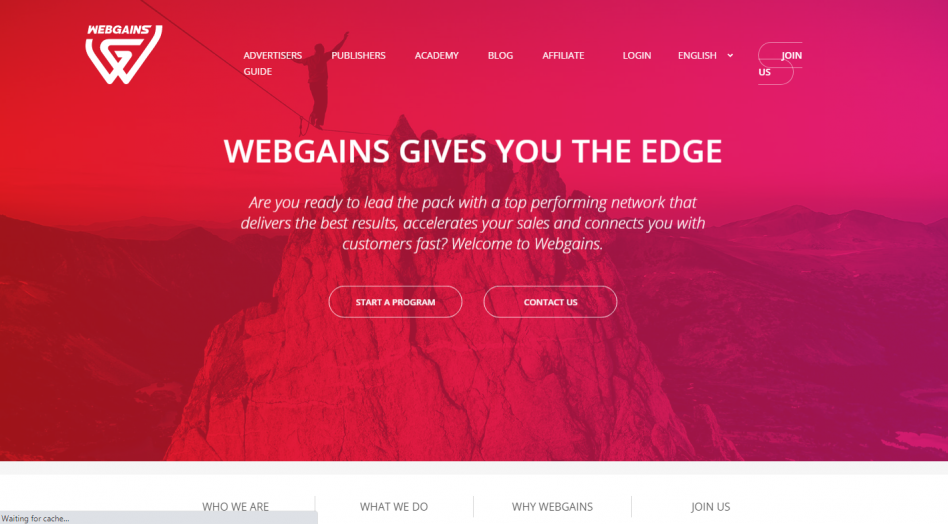 WEBGAINS
ADVERTISERS PUBLISHERS ACADEMY BLOG AFFILIATE LOGIN ENGLISH JOIN
GUIDE US
WEBGAINS GIVES YOU THE EDGE
Are you ready to lead the pack with a top performing network that
delivers the best results, accelerates your sales and connects you with
customers fast? Welcome to Webgains.
START A PROGRAM CONTACT US
WHO WE ARE WHAT WE DO WHY WEBGAINS JOIN US
Waiting for cache...